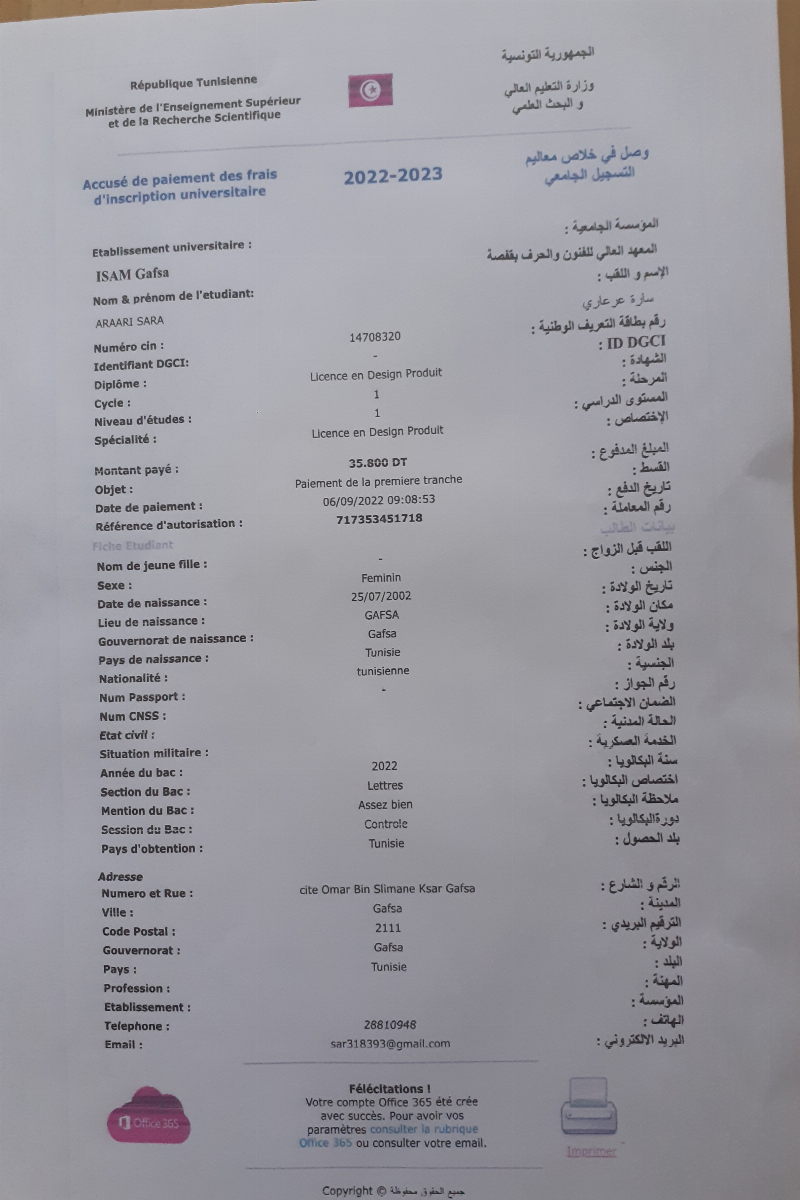 République Tunisienne
Ministère de l'Enseignement Supérieur
et de la Recherche Scientifique
الجمهورية التونسية
وزارة التعليم العالي
و البحث العلمي
Accusé de paiement des frais
d'inscription universitaire
2022-2023
وصل في خلاص معاليم
التسجيل الجامعي
Etablissement universitaire : المؤسسة الجامعية :
ISAM Gafsa المعهد العالي للفنون والحرف بقفصة
Nom & prénom de l'etudiant: الإسم و اللقب :
ARAARI SARA سارة عرعاري
Numéro cin : 14708320 رقم بطاقة التعريف الوطنية :
Identifiant DGCI: - ID DGCI :
Diplôme : Licence en Design Produit الشهادة :
Cycle : 1 المرحلة :
Niveau d'études : 1 المستوى الدراسي :
Spécialité : Licence en Design Produit الإختصاص :
Montant payé : 35.800 DT المبلغ المدفوع :
Objet : Paiement de la premiere tranche القسط :
Date de paiement : 06/09/2022 09:08:53 تاريخ الدفع :
Référence d'autorisation : 717353451718 رقم المعاملة :
Fiche Etudiant بيانات الطالب
Nom de jeune fille : - اللقب قبل الزواج :
Sexe : Feminin الجنس :
Date de naissance : 25/07/2002 تاريخ الولادة :
Lieu de naissance : GAFSA مكان الولادة :
Gouvernorat de naissance : Gafsa ولاية الولادة :
Pays de naissance : Tunisie بلد الولادة :
Nationalité : tunisienne الجنسية :
Num Passport : - رقم الجواز :
Num CNSS : الضمان الاجتماعي :
Etat civil : الحالة المدنية :
Situation militaire : الخدمة العسكرية :
Année du bac : 2022 سنة البكالويا :
Section du Bac : Lettres اختصاص البكالويا :
Mention du Bac : Assez bien ملاحظة البكالويا :
Session du Bac : Controle دورةالبكالويا :
Pays d'obtention : Tunisie بلد الحصول :
Adresse
Numero et Rue : cite Omar Bin Slimane Ksar Gafsa الرقم و الشارع :
Ville : Gafsa المدينة :
Code Postal : 2111 الترقيم البريدي :
Gouvernorat : Gafsa الولاية :
Pays : Tunisie البلد :
Profession : المهنة :
Etablissement : المؤسسة :
Telephone : 28810948 الهاتف :
Email : sar318393@gmail.com البريد الالكتروني :
Office 365
Félécitations !
Votre compte Office 365 été crée
avec succès. Pour avoir vos
paramètres consulter la rubrique
Office 365 ou consulter votre email.
Imprimer
Copyright © جميع الحقوق محفوظة